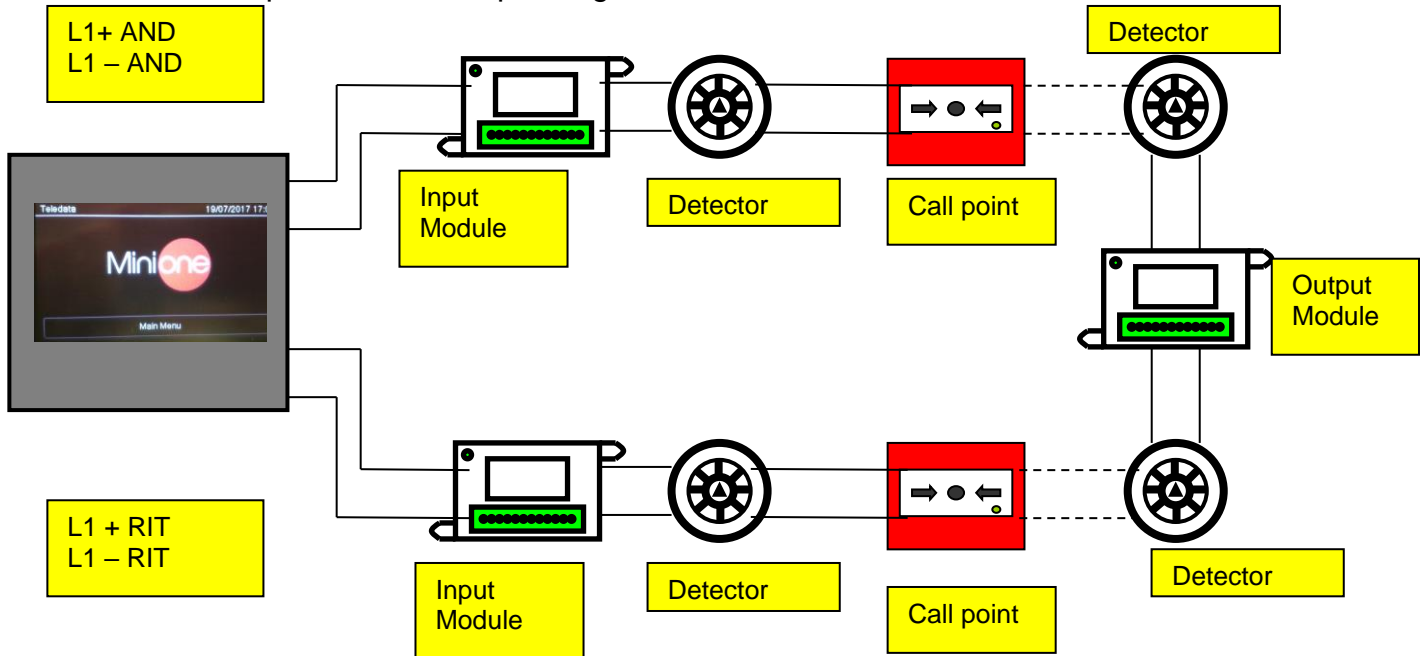 L1+ AND
L1 – AND
Detector
Input
Module
Detector
Call point
Teledata 19/07/2017
Minione
Main Menu
Output
Module
L1 + RIT
L1 – RIT
Input
Module
Detector
Call point
Detector